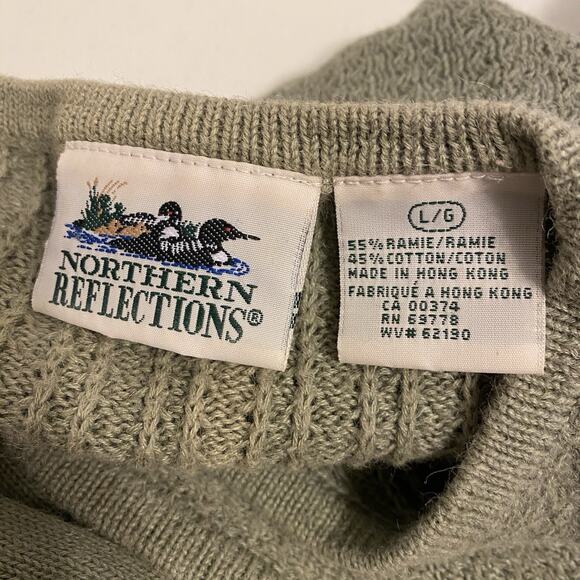 NORTHERN
REFLECTIONS®
L/G
55% RAMIE/RAMIE
45% COTTON/COTON
MADE IN HONG KONG
FABRIQUÉ A HONG KONG
CA 00374
RN 69778
WV# 62190